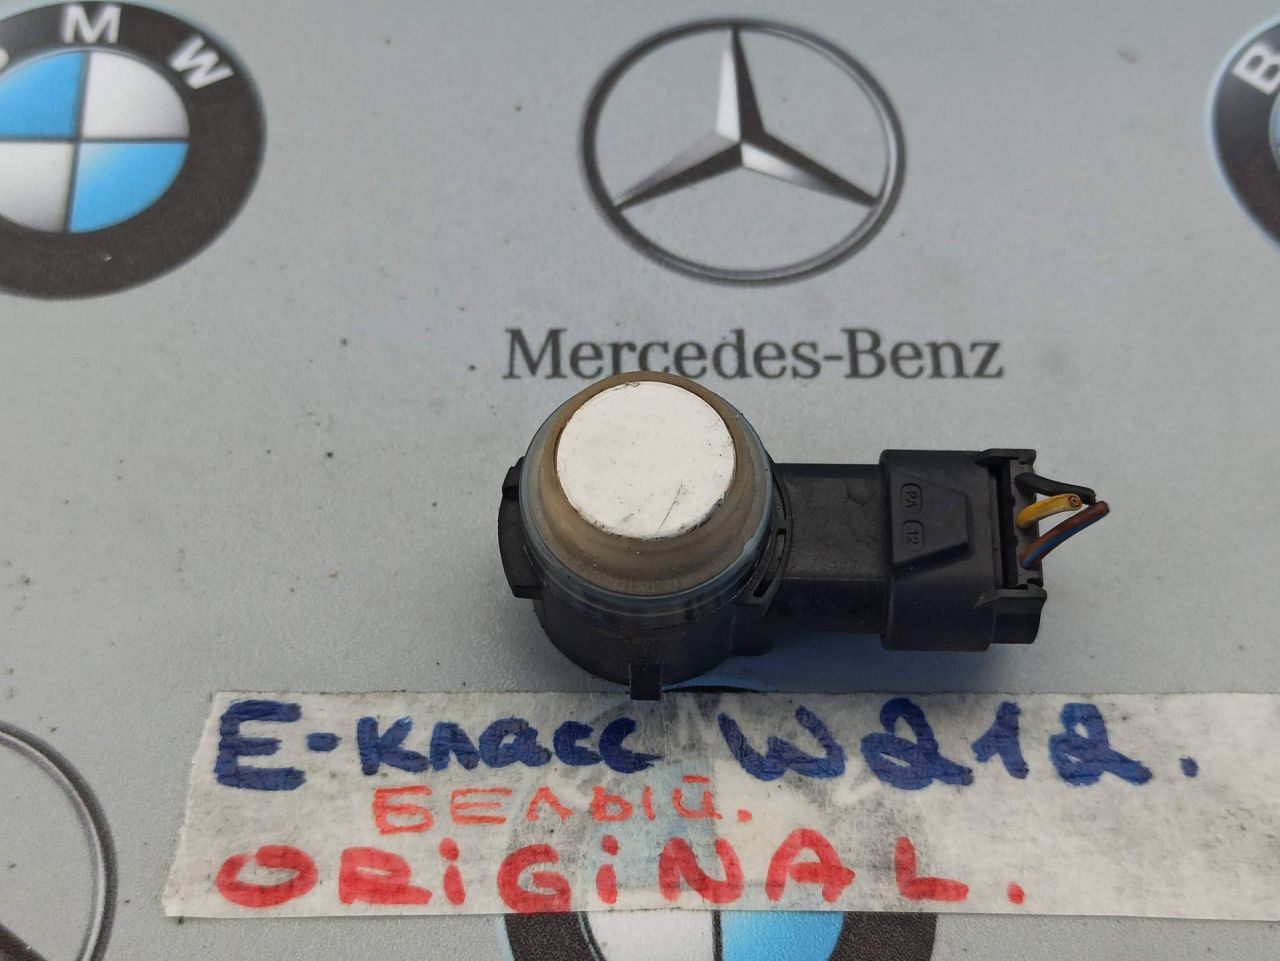 BMW
B
Mercedes-Benz
PA
12
E-класс W212.
БЕЛЫЙ.
ORiGiNAL.